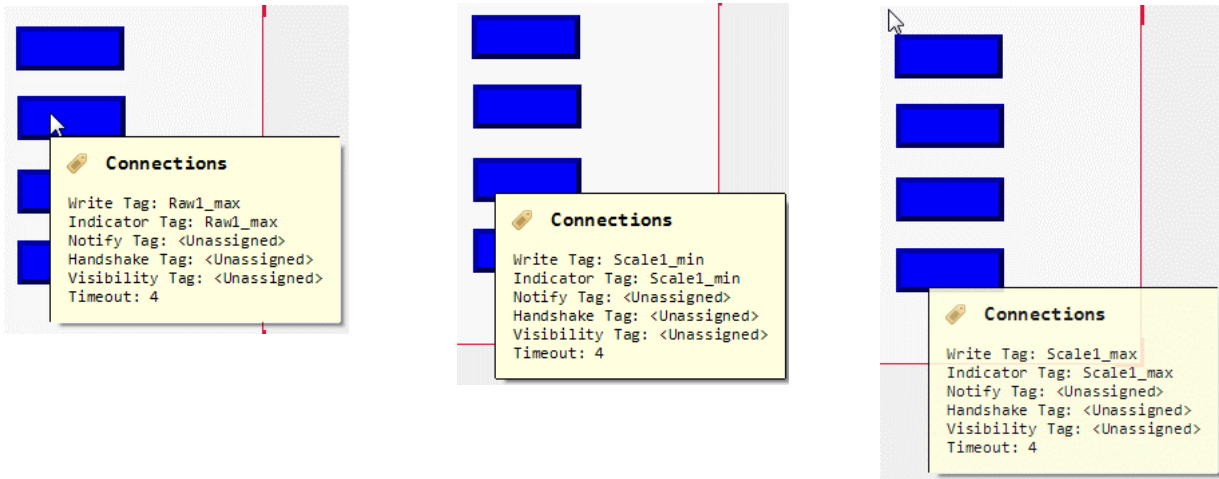 Connections
Write Tag: Raw1_max
Indicator Tag: Raw1_max
Notify Tag: <Unassigned>
Handshake Tag: <Unassigned>
Visibility Tag: <Unassigned>
Timeout: 4
Connections
Write Tag: Scale1_min
Indicator Tag: Scale1_min
Notify Tag: <Unassigned>
Handshake Tag: <Unassigned>
Visibility Tag: <Unassigned>
Timeout: 4
Connections
Write Tag: Scale1_max
Indicator Tag: Scale1_max
Notify Tag: <Unassigned>
Handshake Tag: <Unassigned>
Visibility Tag: <Unassigned>
Timeout: 4